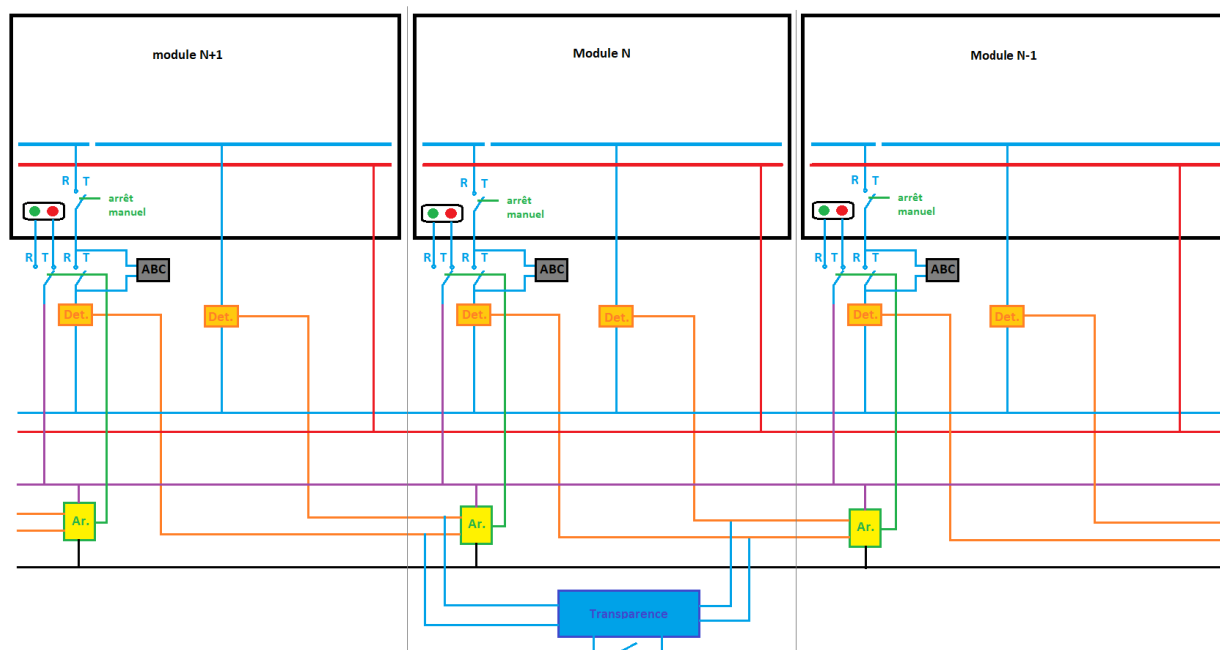 module N+1
Module N
Module N-1
R T
arrêt
manuel
R T
arrêt
manuel
R T
arrêt
manuel
R T R T
ABC
R T R T
ABC
R T R T
ABC
Det.
Det.
Det.
Det.
Det.
Det.
Ar.
Ar.
Ar.
Transparence